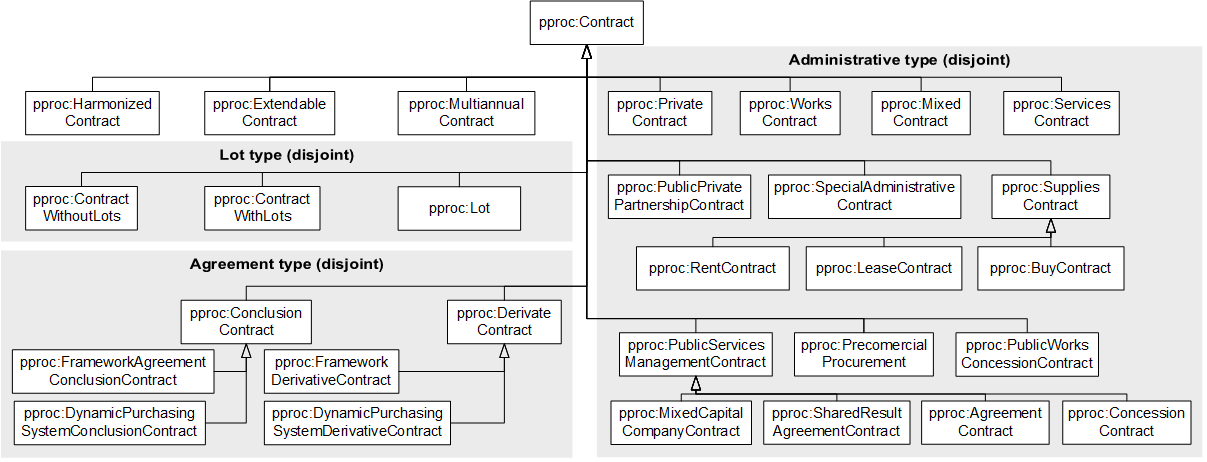 pproc:Contract
Administrative type (disjoint)
pproc:Harmonized
Contract
pproc:Extendable
Contract
pproc:Multiannual
Contract
pproc:Private
Contract
pproc:Works
Contract
pproc:Mixed
Contract
pproc:Services
Contract
Lot type (disjoint)
pproc:Contract
WithoutLots
pproc:Contract
WithLots
pproc:Lot
pproc:PublicPrivate
PartnershipContract
pproc:SpecialAdministrative
Contract
pproc:Supplies
Contract
pproc:RentContract
pproc:LeaseContract
pproc:BuyContract
Agreement type (disjoint)
pproc:Conclusion
Contract
pproc:Derivate
Contract
pproc:FrameworkAgreement
ConclusionContract
pproc:Framework
DerivativeContract
pproc:DynamicPurchasing
SystemConclusionContract
pproc:DynamicPurchasing
SystemDerivativeContract
pproc:PublicServices
ManagementContract
pproc:Precomercial
Procurement
pproc:PublicWorks
ConcessionContract
pproc:MixedCapital
CompanyContract
pproc:SharedResult
AgreementContract
pproc:Agreement
Contract
pproc:Concession
Contract